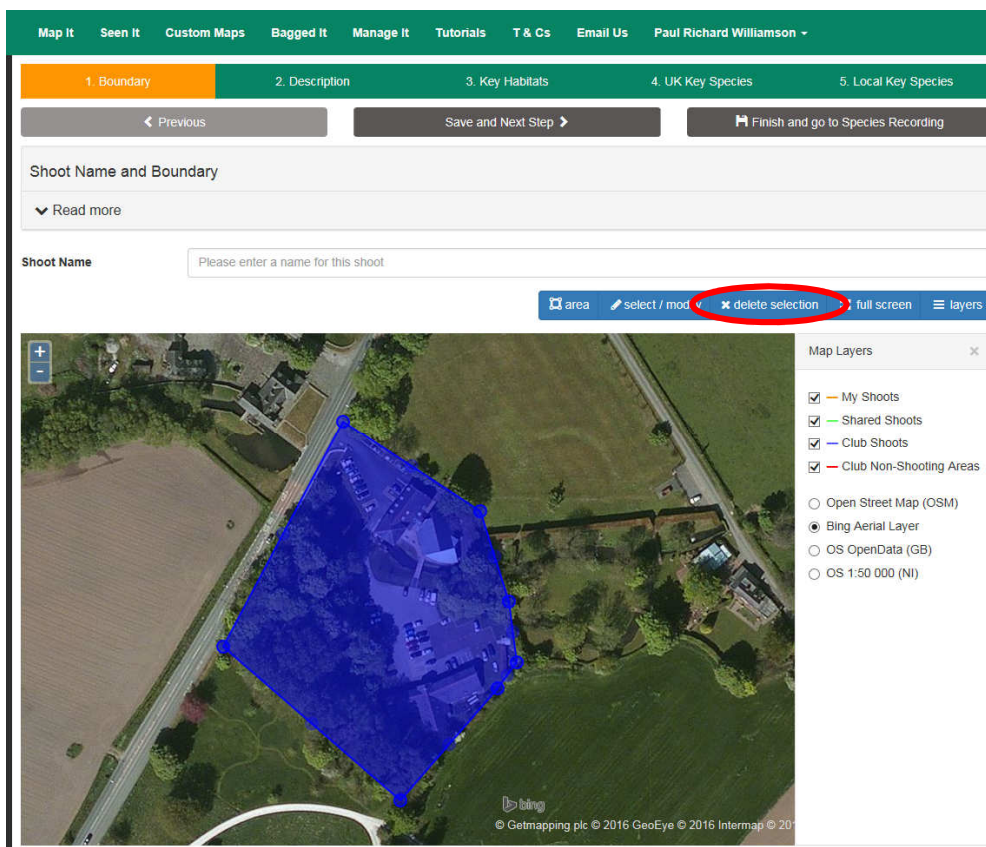 Map It Seen It Custom Maps Bagged It Manage It Tutorials T & Cs Email Us Paul Richard Williamson
1. Boundary 2. Description 3. Key Habitats 4. UK Key Species 5. Local Key Species
Previous Save and Next Step Finish and go to Species Recording
Shoot Name and Boundary
Read more
Shoot Name Please enter a name for this shoot
area select / mod delete selection full screen layers
+
-
Map Layers ×
My Shoots
Shared Shoots
Club Shoots
Club Non-Shooting Areas
Open Street Map (OSM)
Bing Aerial Layer
OS OpenData (GB)
OS 1:50 000 (NI)
bing
© Getmapping plc © 2016 GeoEye © 2016 Intermap © 20